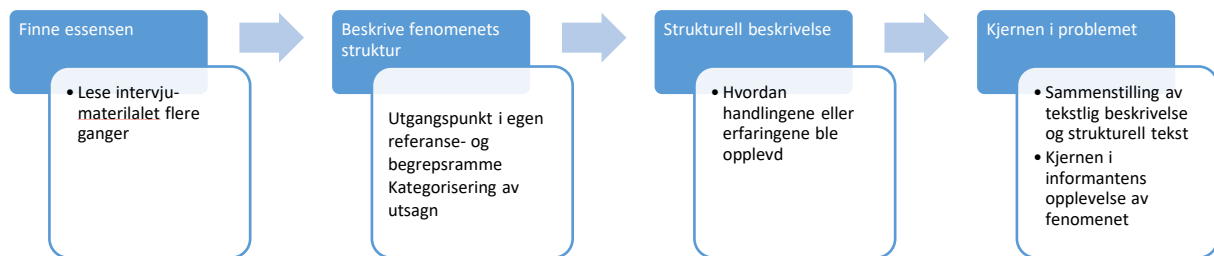 Finne essensen
• Lese intervju-
materilalet flere
ganger
Beskrive fenomenets
struktur
Utgangspunkt i egen
referanse- og
begrepsramme
Kategorisering av
utsagn
Strukturell beskrivelse
• Hvordan
handlingene eller
erfaringene ble
opplevd
Kjernen i problemet
• Sammenstilling av
tekstlig beskrivelse
og strukturell tekst
• Kjernen i
informantens
opplevelse av
fenomenet